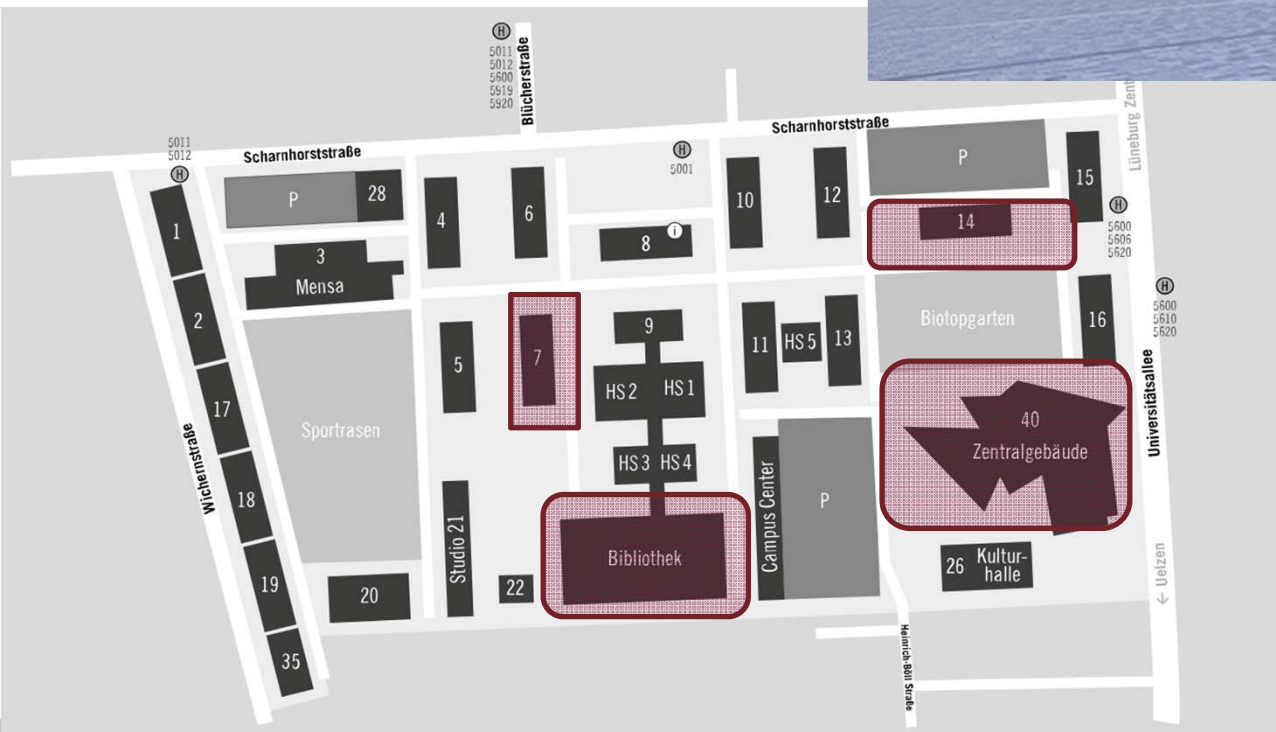 H
5011
5012
5600
5919
5920
Blücherstraße
Scharnhorststraße
Lüneburg Zent
5011
5012
H
Scharnhorststraße
H
5001
P
28
4
6
8
i
10
12
P
15
14
H
5600
5606
5620
1
3
Mensa
2
17
18
19
35
Wichernstraße
Sportrasen
5
7
9
HS 2
HS 1
HS 3
HS 4
11
HS 5
13
Biotopgarten
16
H
5600
5610
5620
Universitätsallee
40
Zentralgebäude
Studio 21
20
22
Bibliothek
Campus Center
P
26
Kultur-
halle
← Uelzen
Heinrich-Böll Straße